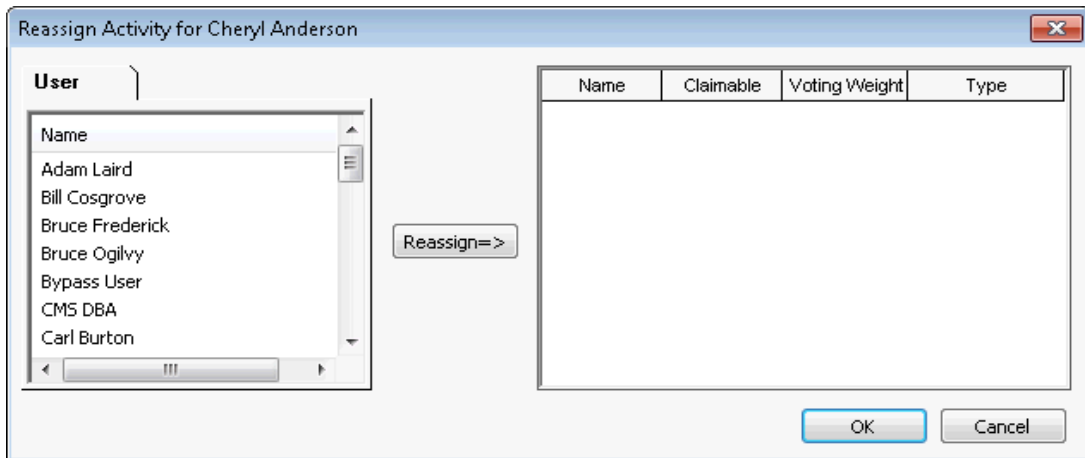 Reassign Activity for Cheryl Anderson
User
Name
Adam Laird
Bill Cosgrove
Bruce Frederick
Bruce Ogilvy
Bypass User
CMS DBA
Carl Burton
Reassign=>
Name Claimable Voting Weight Type
OK Cancel